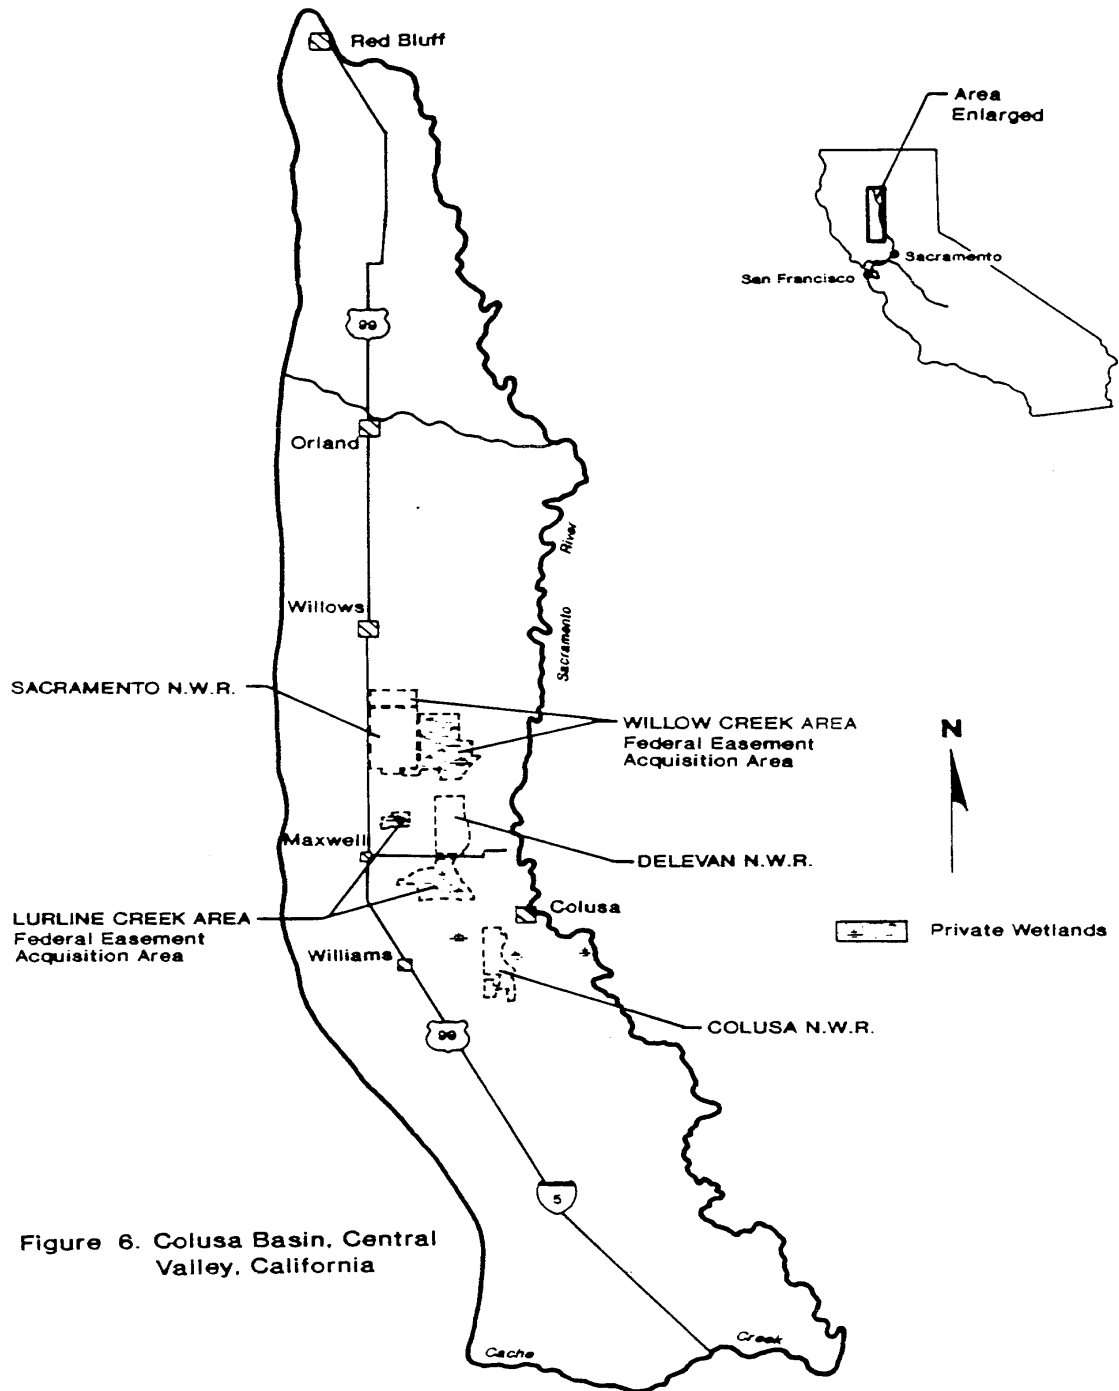 Red Bluff
Area
Enlarged
Sacramento
San Francisco
99
Orland
River
Sacramento
Willows
SACRAMENTO N.W.R.
WILLOW CREEK AREA
Federal Easement
Acquisition Area
N
Maxwell
DELEVAN N.W.R.
LURLINE CREEK AREA
Federal Easement
Acquisition Area
Colusa
Private Wetlands
Williams
COLUSA N.W.R.
99
5
Figure 6. Colusa Basin, Central
Valley, California
Cache
Creek